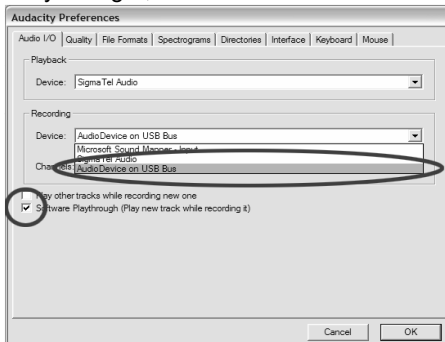 Audacity Preferences
Audio I/O Quality File Formats Spectrograms Directories Interface Keyboard Mouse
Playback
Device: SigmaTel Audio
Recording
Device: AudioDevice on USB Bus
Microsoft Sound Mapper - Input
SigmaTel Audio
Channels: AudioDevice on USB Bus
Play other tracks while recording new one
Software Playthrough (Play new track while recording it)
Cancel OK